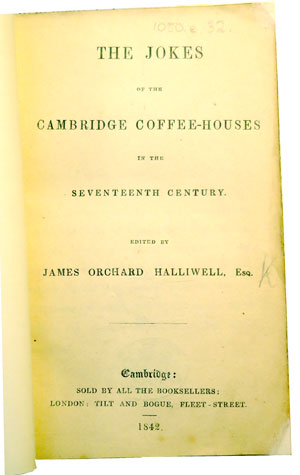 1080 e. 32.
THE JOKES
OF THE
CAMBRIDGE COFFEE-HOUSES
IN THE
SEVENTEENTH CENTURY.
EDITED BY
JAMES ORCHARD HALLIWELL, ESQ.
K
Cambridge:
SOLD BY ALL THE BOOKSELLERS;
LONDON: TILT AND BOGUE, FLEET-STREET.
1842.